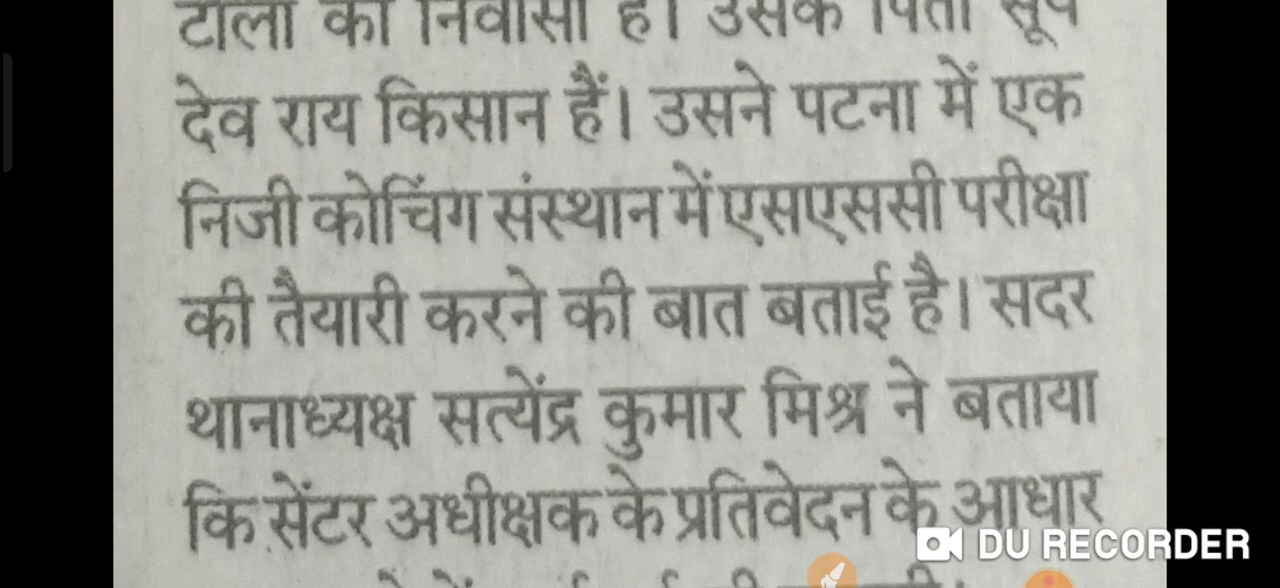 टोला का निवासी है। उसके पिता सूर्य
देव राय किसान हैं। उसने पटना में एक
निजी कोचिंग संस्थान में एसएससी परीक्षा
की तैयारी करने की बात बताई है। सदर
थानाध्यक्ष सत्येंद्र कुमार मिश्र ने बताया
कि सेंटर अधीक्षक के प्रतिवेदन के आधार
DU RECORDER